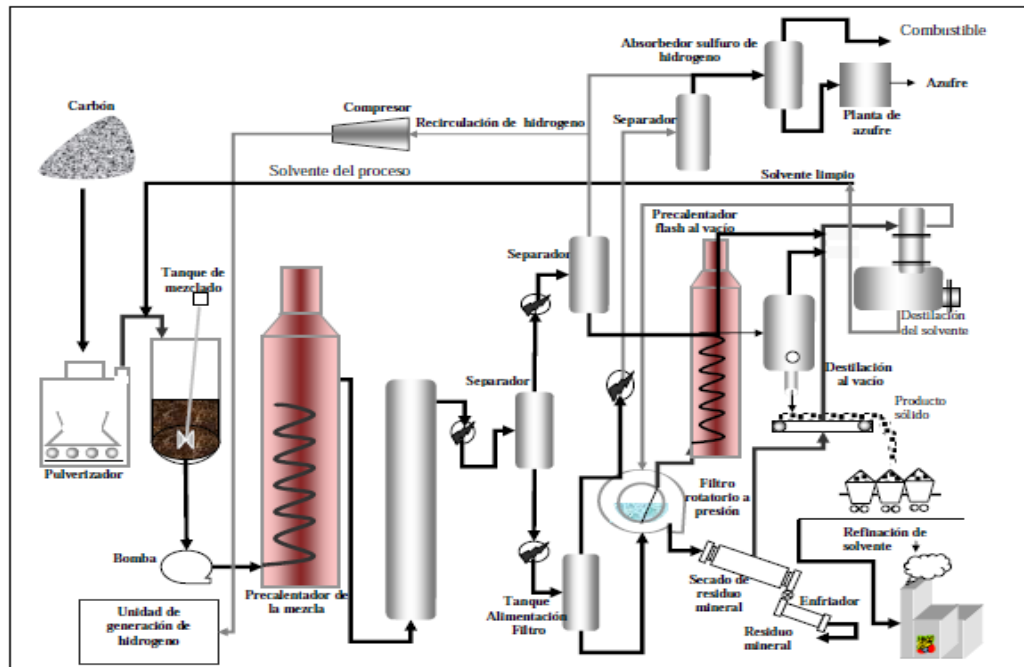 Combustible
Absorbedor sulfuro de
hidrogeno
Azufre
Planta de
azufre
Carbón
Compresor
Recirculación de hidrogeno
Separador
Solvente del proceso
Solvente limpio
Precalentador
flash al vacío
Separador
Tanque de
mezclado
Destilación
del solvente
Separador
Destilación
al vacío
Producto
sólido
Pulverizador
Filtro
rotatorio a
presión
Refinación de
solvente
Bomba
Precalentador de
la mezcla
Tanque
Alimentación
Filtro
Secado de
residuo
mineral
Enfriador
Residuo
mineral
Unidad de
generación de
hidrogeno